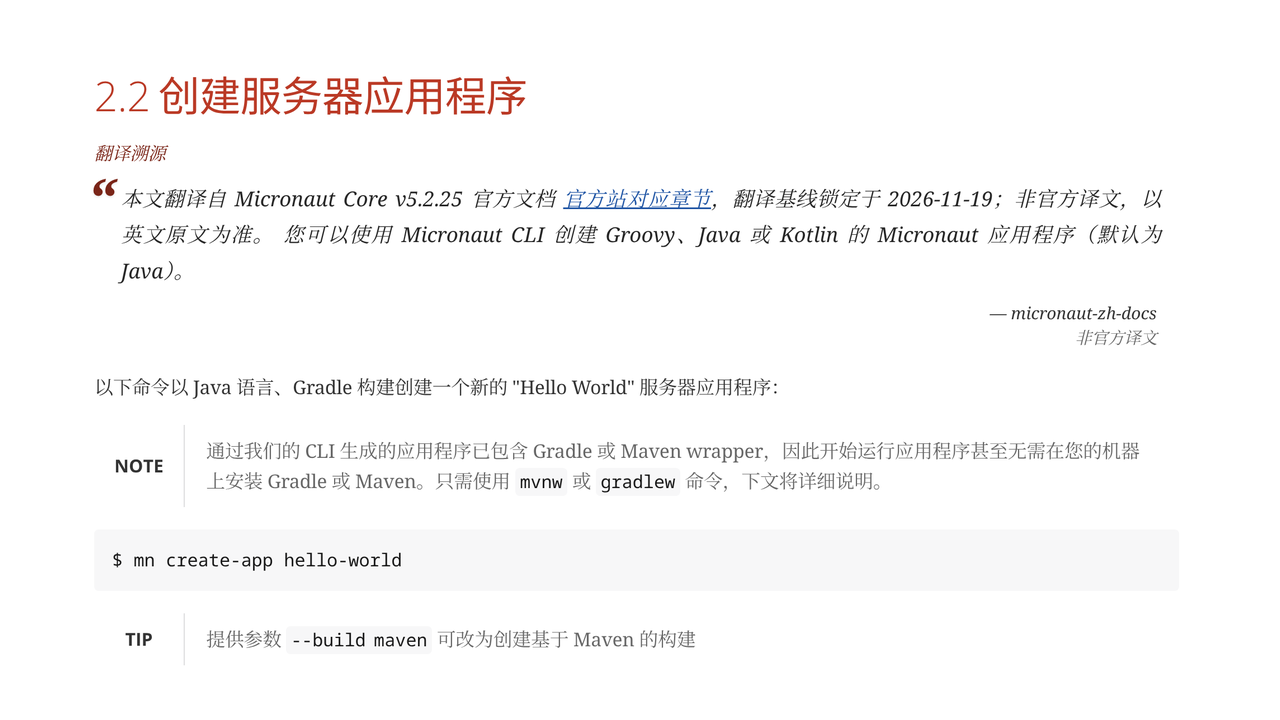 2.2 创建服务器应用程序
翻译溯源
“
本文翻译自 Micronaut Core v5.2.25 官方文档 官方站对应章节，翻译基线锁定于 2026-11-19；非官方译文，以
英文原文为准。 您可以使用 Micronaut CLI 创建 Groovy、Java 或 Kotlin 的 Micronaut 应用程序（默认为
Java）。
— micronaut-zh-docs
非官方译文
以下命令以 Java 语言、Gradle 构建创建一个新的 "Hello World" 服务器应用程序：
NOTE
通过我们的 CLI 生成的应用程序已包含 Gradle 或 Maven wrapper，因此开始运行应用程序甚至无需在您的机器
上安装 Gradle 或 Maven。只需使用 mvnw 或 gradlew 命令，下文将详细说明。
$ mn create-app hello-world
TIP
提供参数 --build maven 可改为创建基于 Maven 的构建